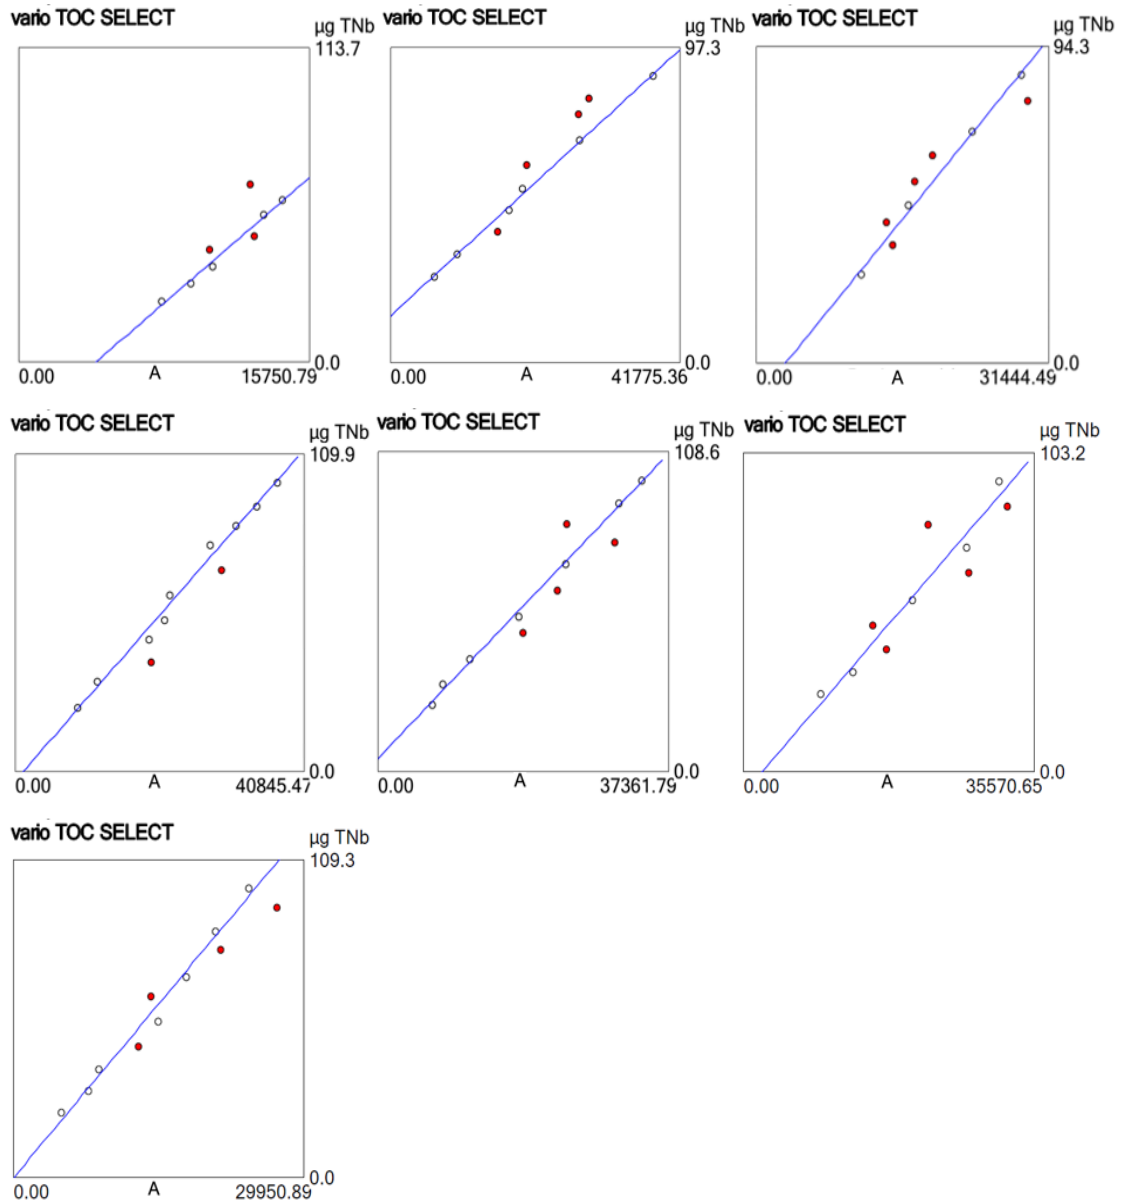 vario TOC SELECT
µg TNb
113.7
0.0
0.00
A
15750.79
vario TOC SELECT
µg TNb
97.3
0.0
0.00
A
41775.36
vario TOC SELECT
µg TNb
94.3
0.0
0.00
A
31444.49
vario TOC SELECT
µg TNb
109.9
0.0
0.00
A
40845.47
vario TOC SELECT
µg TNb
108.6
0.0
0.00
A
37361.79
vario TOC SELECT
µg TNb
103.2
0.0
0.00
A
35570.65
vario TOC SELECT
µg TNb
109.3
0.0
0.00
A
29950.89